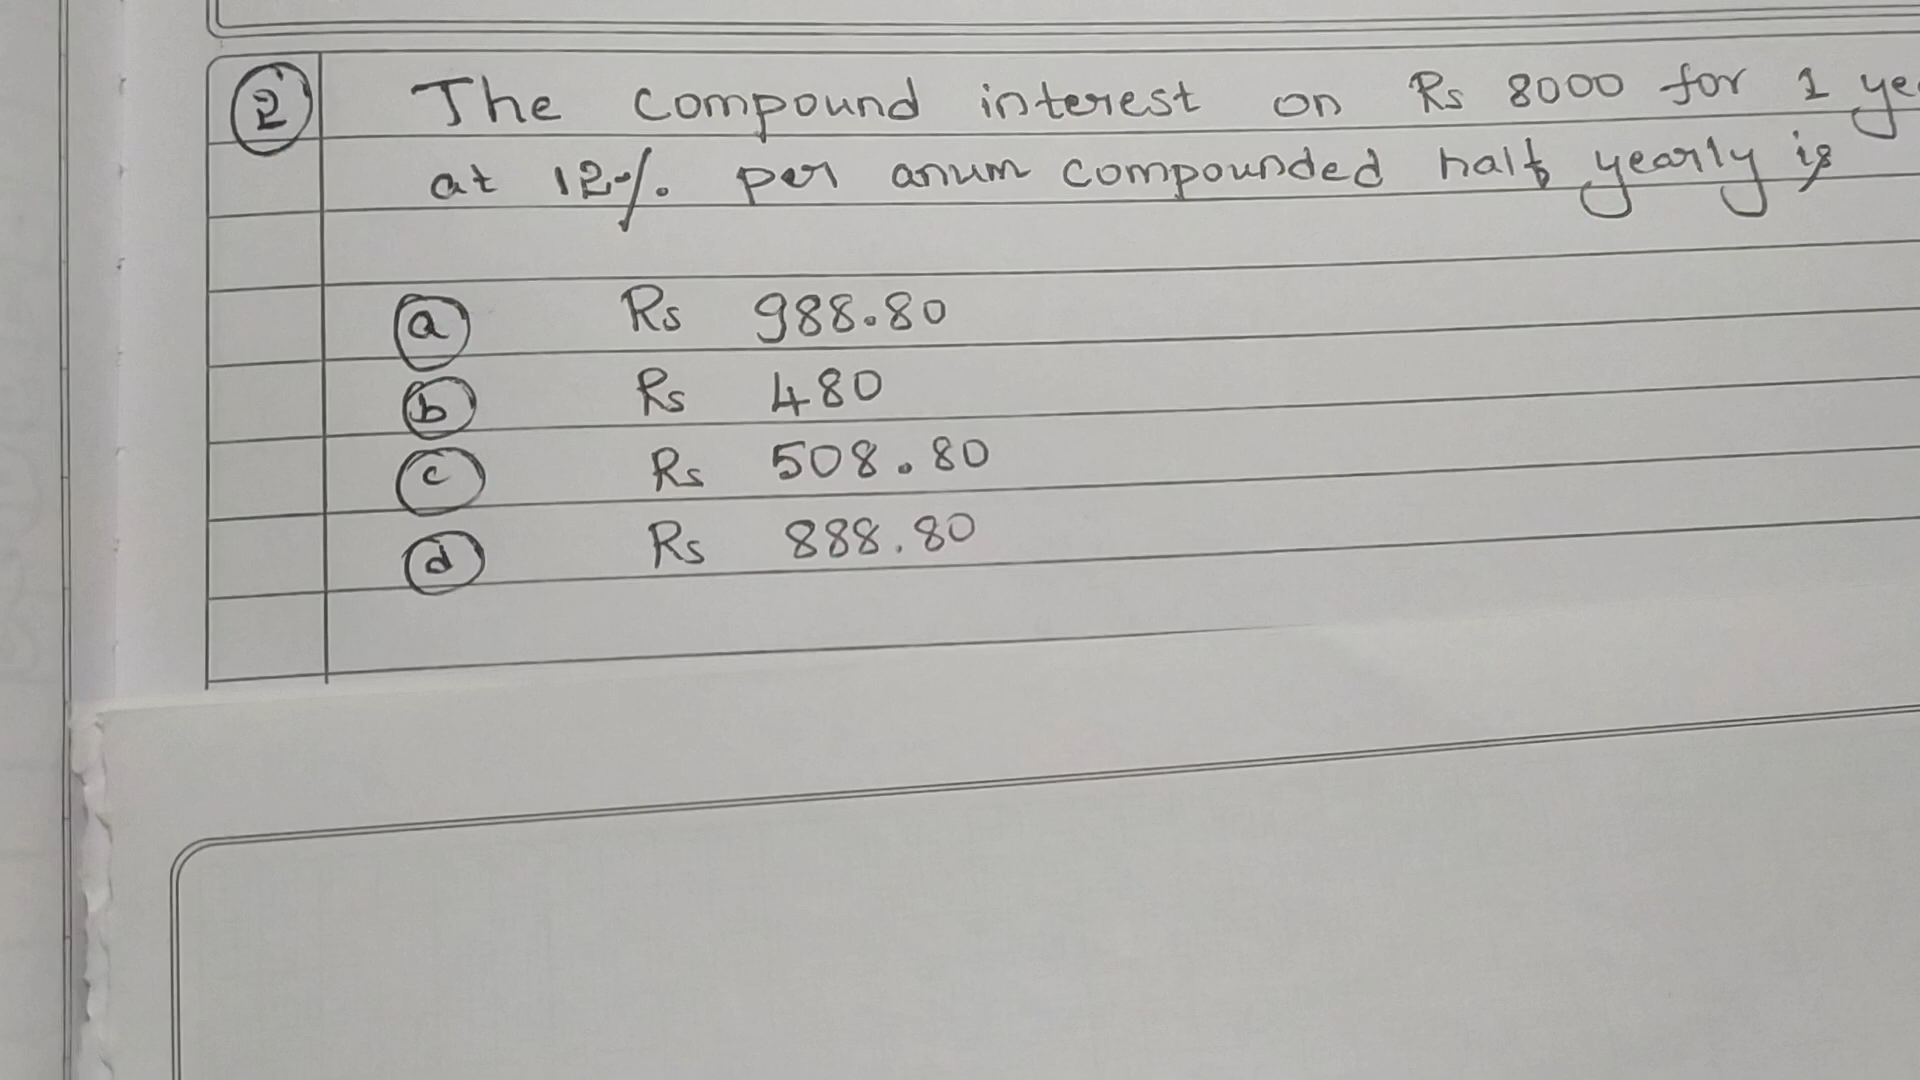 2 The compound interest on Rs 8000 for 1
at 12% per anum compounded half yearly is
a Rs 988.80
b Rs 480
c Rs 508.80
d Rs 888.80